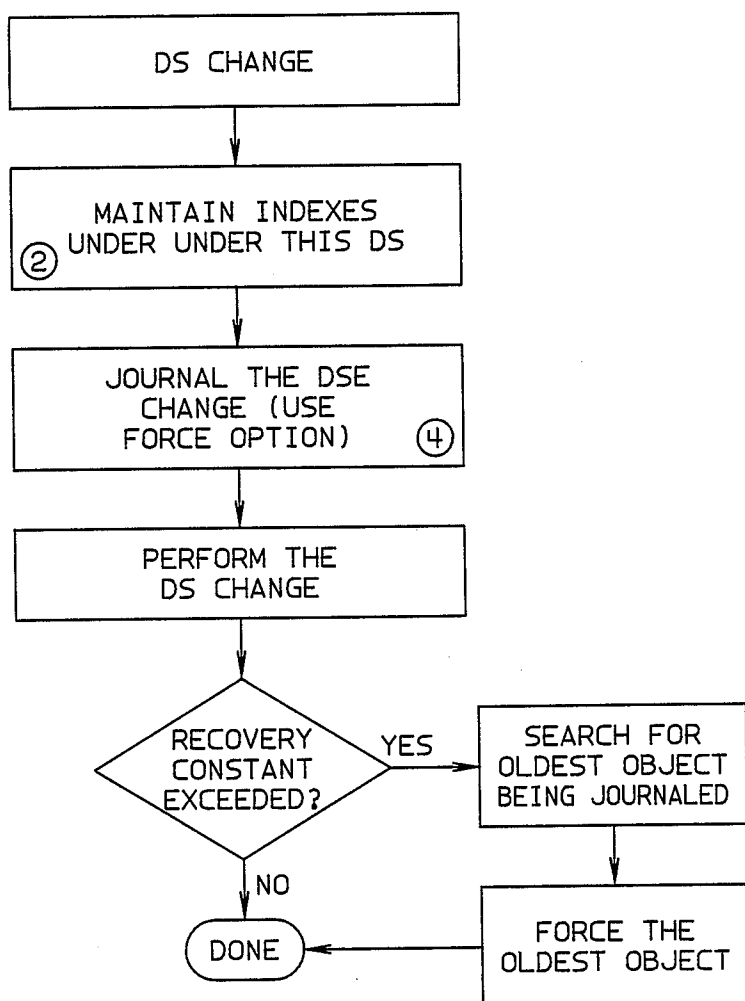 DS CHANGE
MAINTAIN INDEXES
UNDER UNDER THIS DS
2
JOURNAL THE DSE
CHANGE (USE
FORCE OPTION)
4
PERFORM THE
DS CHANGE
RECOVERY
CONSTANT
EXCEEDED?
YES
SEARCH FOR
OLDEST OBJECT
BEING JOURNALED
NO
FORCE THE
OLDEST OBJECT
DONE